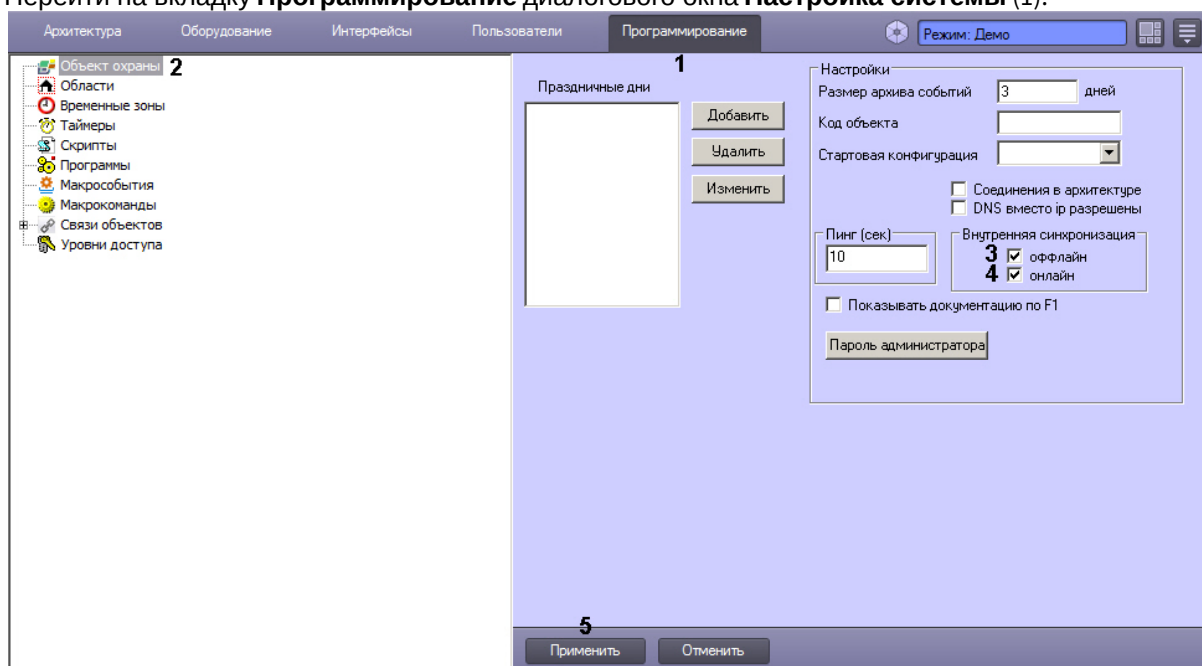 Перейти на вкладку Программирование диалогового окна Настройка системы (1).
Архитектура Оборудование Интерфейсы Пользователи Программирование Режим: Демо
1
Объект охраны 2
Области
Временные зоны
Таймеры
Скрипты
Программы
Макрособытия
Макрокоманды
Связи объектов
Уровни доступа
Праздничные дни
Добавить
Удалить
Изменить
Настройки
Размер архива событий 3 дней
Код объекта
Стартовая конфигурация
Соединения в архитектуре
DNS вместо ip разрешены
Пинг (сек)
10
Внутренняя синхронизация
3 оффлайн
4 онлайн
Показывать документацию по F1
Пароль администратора
5
Применить Отменить